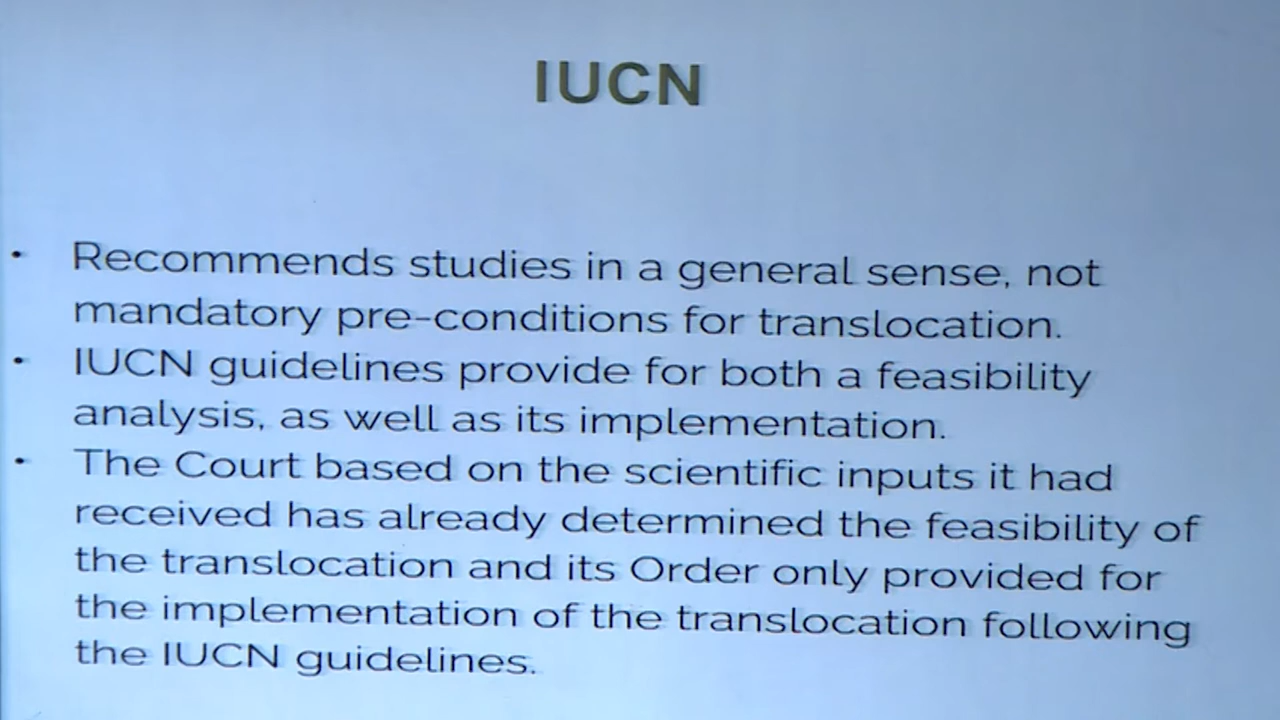 IUCN
• Recommends studies in a general sense, not
mandatory pre-conditions for translocation.
• IUCN guidelines provide for both a feasibility
analysis, as well as its implementation.
• The Court based on the scientific inputs it had
received has already determined the feasibility of
the translocation and its Order only provided for
the implementation of the translocation following
the IUCN guidelines.